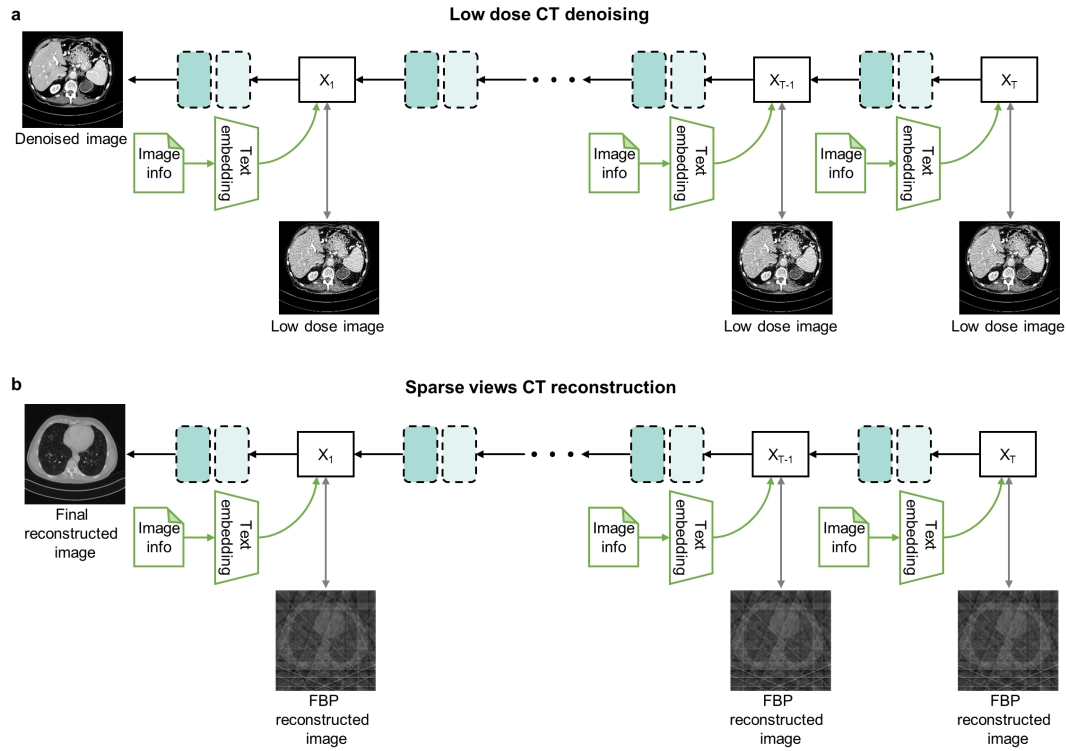 a
Low dose CT denoising
X1
XT-1
XT
Denoised image
Image
info
Text
embedding
Image
info
Text
embedding
Image
info
Text
embedding
Low dose image
Low dose image
Low dose image
b
Sparse views CT reconstruction
X1
XT-1
XT
Final
reconstructed
image
Image
info
Text
embedding
Image
info
Text
embedding
Image
info
Text
embedding
FBP
reconstructed
image
FBP
reconstructed
image
FBP
reconstructed
image